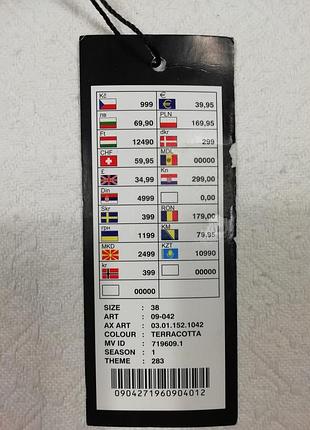 Kč 999 € 39,95
лв 69,90 PLN 169,95
Ft 12490 dkr 299
CHF 59,95 MDL 00000
£ 34,99 Kn 299,00
Din 4999 0,00
Skr 399 RON 179,00
грн 1199 KM 79,95
MKD 2499 KZT 10990
kr 399
00000 00000
SIZE : 38
ART : 09-042
AX ART : 03.01.152.1042
COLOUR : TERRACOTTA
MV ID : 719609.1
SEASON : 1
THEME : 283
0904271960904012